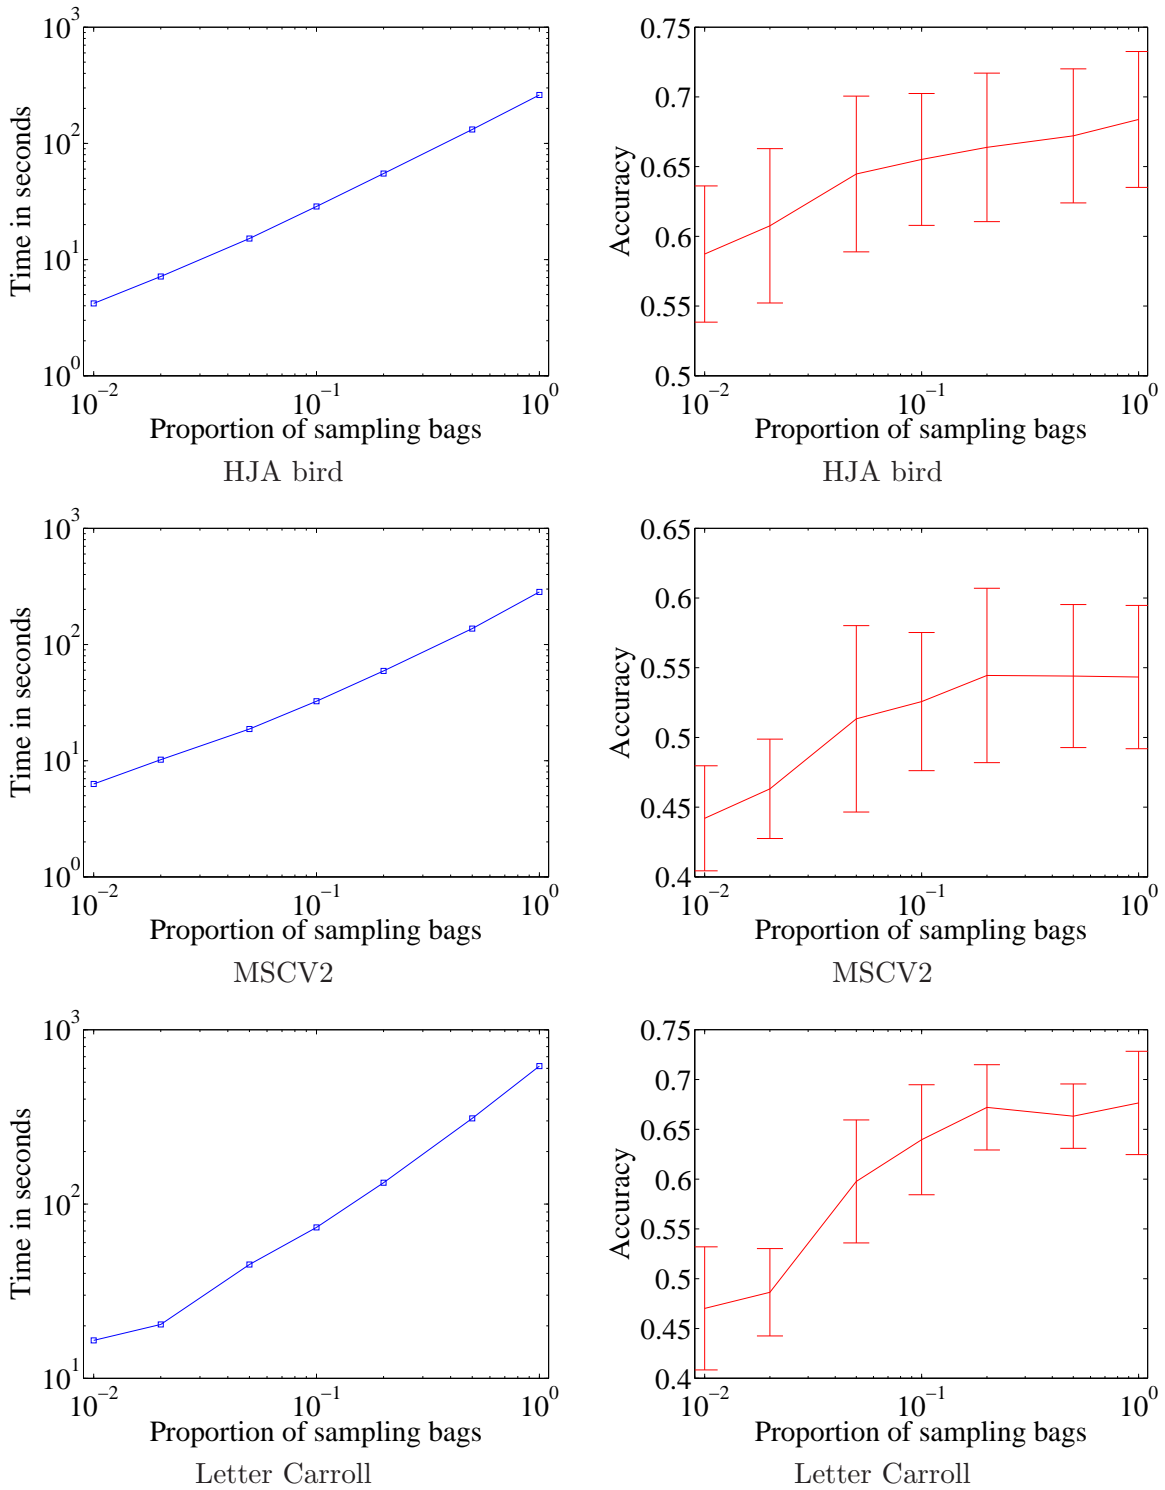 10^3
10^2
10^1
10^0
Time in seconds
10^−2 10^−1 10^0
Proportion of sampling bags
HJA bird
0.75
0.7
0.65
0.6
0.55
0.5
Accuracy
10^−2 10^−1 10^0
Proportion of sampling bags
HJA bird
10^3
10^2
10^1
10^0
Time in seconds
10^−2 10^−1 10^0
Proportion of sampling bags
MSCV2
0.65
0.6
0.55
0.5
0.45
0.4
Accuracy
10^−2 10^−1 10^0
Proportion of sampling bags
MSCV2
10^3
10^2
10^1
Time in seconds
10^−2 10^−1 10^0
Proportion of sampling bags
Letter Carroll
0.75
0.7
0.65
0.6
0.55
0.5
0.45
0.4
Accuracy
10^−2 10^−1 10^0
Proportion of sampling bags
Letter Carroll